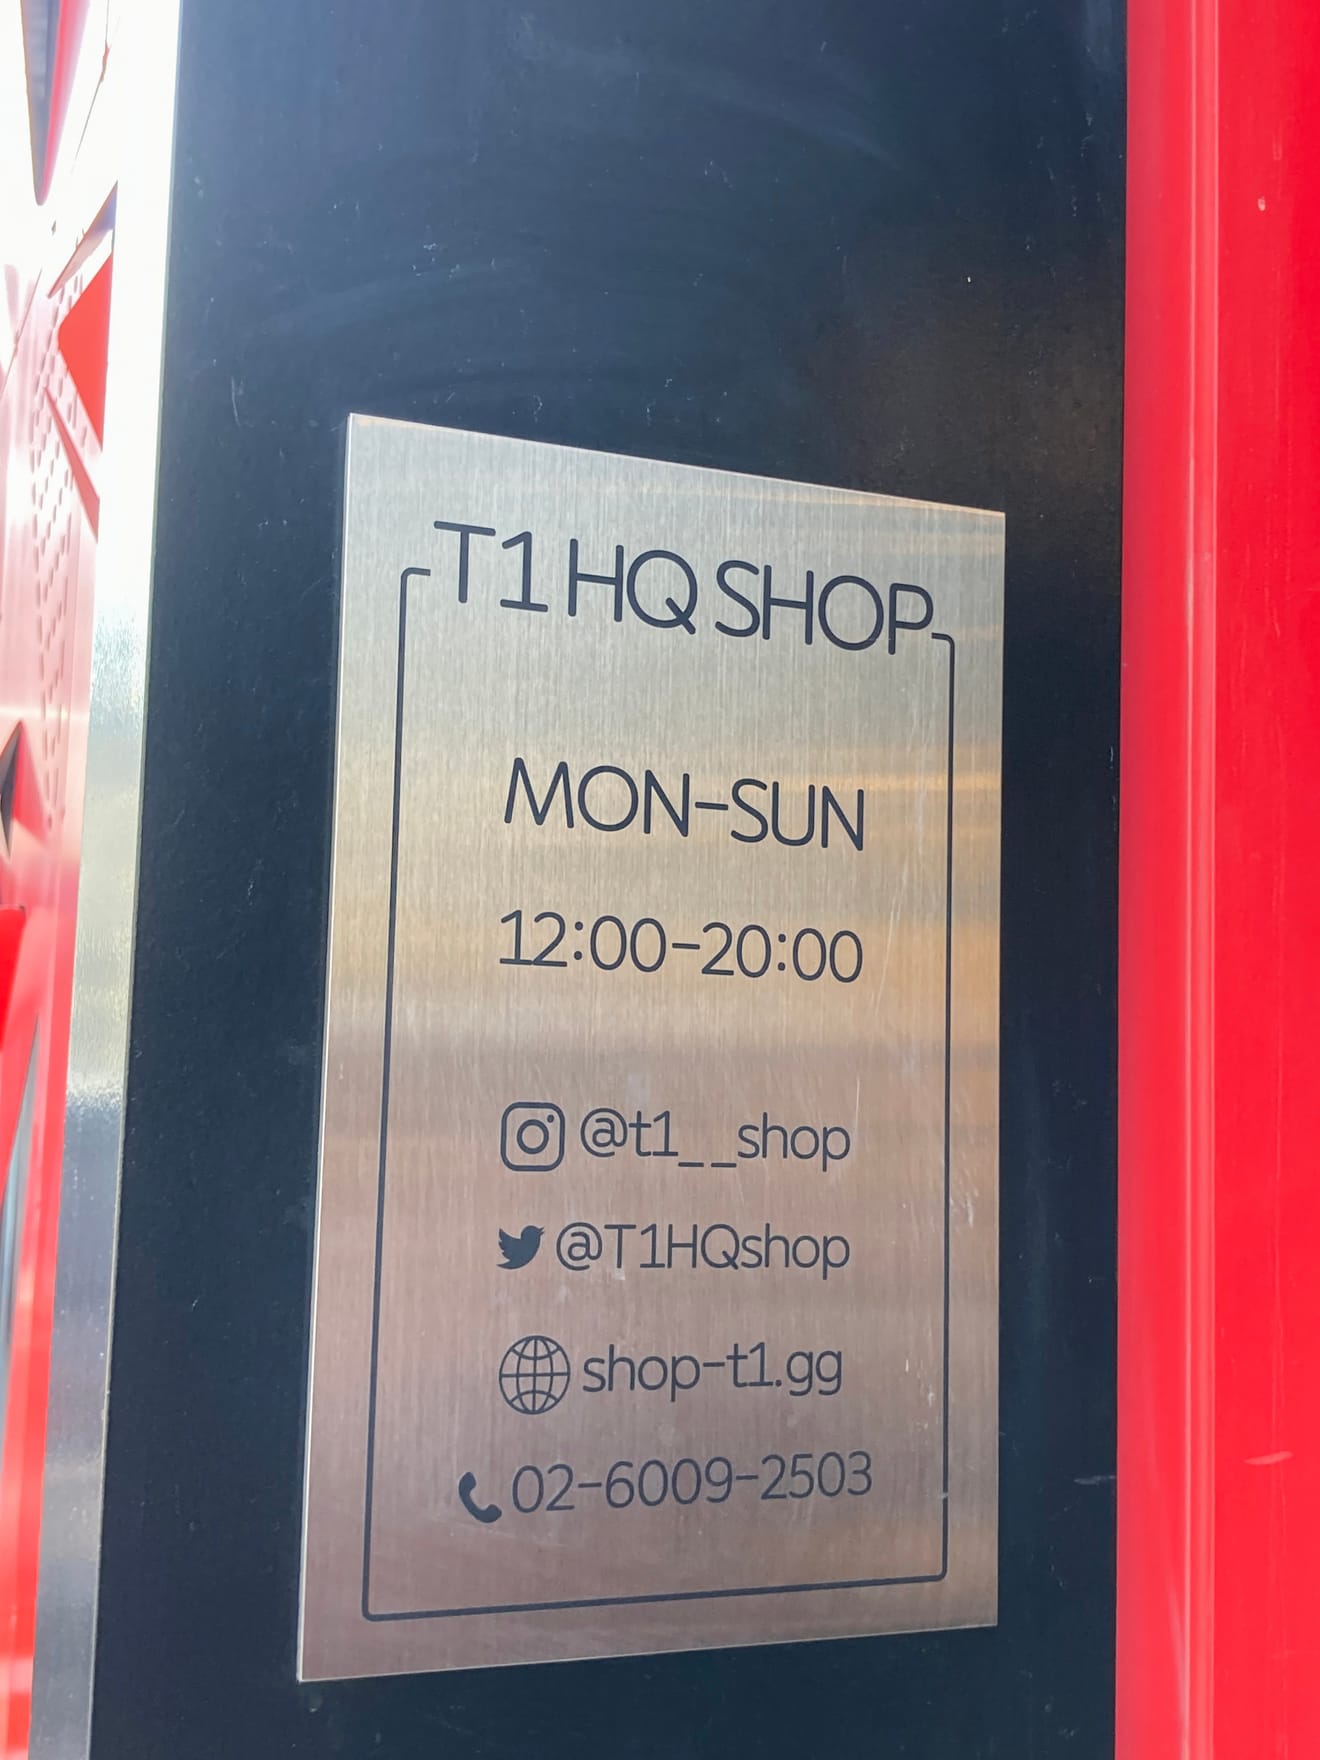 T1 HQ SHOP
MON-SUN
12:00-20:00
@t1__shop
@T1HQshop
shop-t1.gg
02-6009-2503